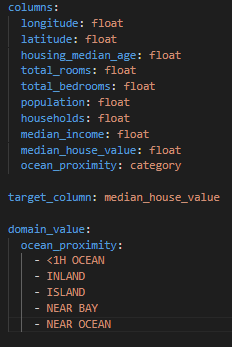 columns:
  longitude: float
  latitude: float
  housing_median_age: float
  total_rooms: float
  total_bedrooms: float
  population: float
  households: float
  median_income: float
  median_house_value: float
  ocean_proximity: category

target_column: median_house_value

domain_value:
  ocean_proximity:
    - <1H OCEAN
    - INLAND
    - ISLAND
    - NEAR BAY
    - NEAR OCEAN